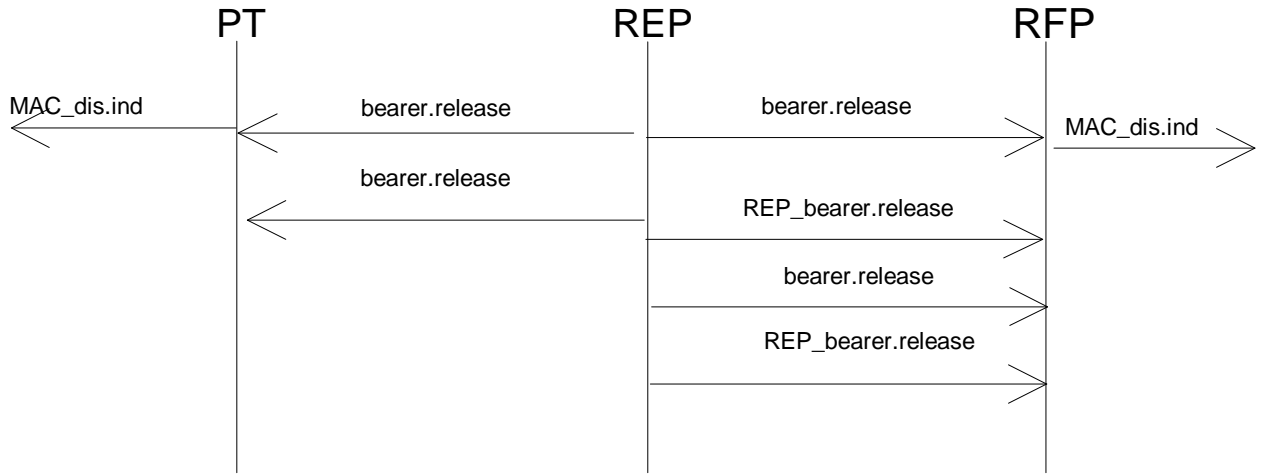 PT REP RFP
MAC_dis.ind bearer.release bearer.release
MAC_dis.ind
bearer.release
REP_bearer.release
bearer.release
REP_bearer.release